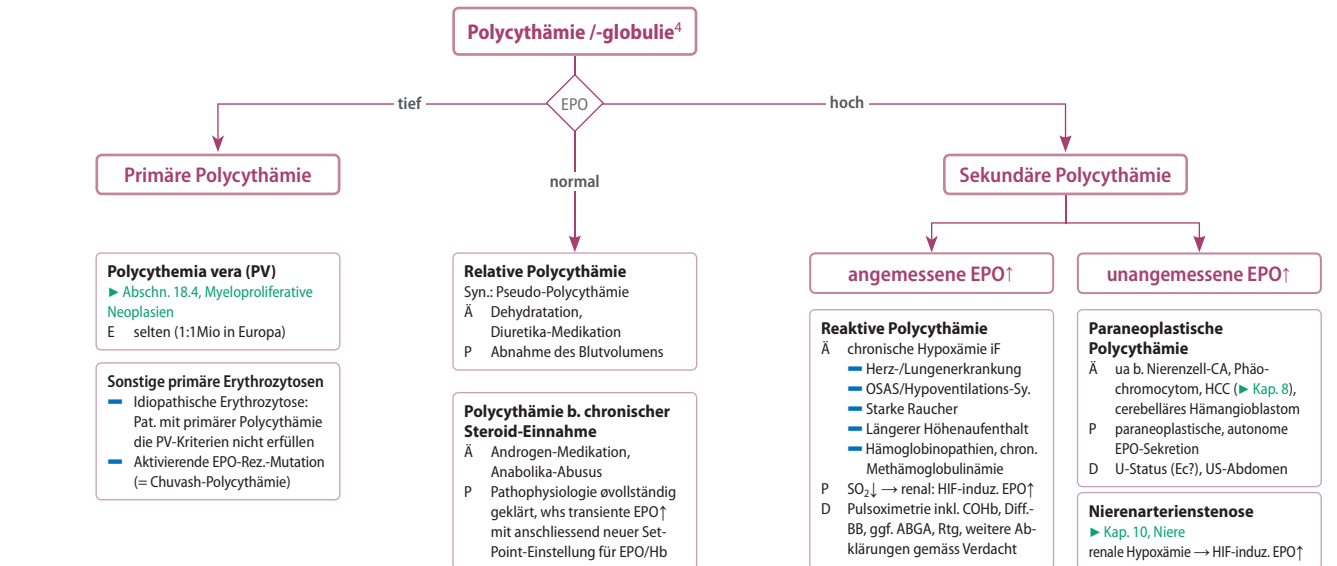 Polycythämie /-globulie4
tief
EPO
hoch
normal
Primäre Polycythämie
Sekundäre Polycythämie
Polycythemia vera (PV)
► Abschn. 18.4, Myeloproliferative
Neoplasien
E selten (1:1Mio in Europa)
Sonstige primäre Erythrozytosen
Idiopathische Erythrozytose:
Pat. mit primärer Polycythämie
die PV-Kriterien nicht erfüllen
Aktivierende EPO-Rez.-Mutation
(= Chuvash-Polycythämie)
Relative Polycythämie
Syn.: Pseudo-Polycythämie
Ä Dehydratation,
Diuretika-Medikation
P Abnahme des Blutvolumens
Polycythämie b. chronischer
Steroid-Einnahme
Ä Androgen-Medikation,
Anabolika-Abusus
P Pathophysiologie øvollständig
geklärt, whs transiente EPO↑
mit anschliessend neuer Set-
Point-Einstellung für EPO/Hb
angemessene EPO↑
Reaktive Polycythämie
Ä chronische Hypoxämie iF
Herz-/Lungenerkrankung
OSAS/Hypoventilations-Sy.
Starke Raucher
Längerer Höhenaufenthalt
Hämoglobinopathien, chron.
Methämoglobulinämie
P SO2↓ → renal: HIF-induz. EPO↑
D Pulsoximetrie inkl. COHb, Diff.-
BB, ggf. ABGA, Rtg, weitere Ab-
klärungen gemäss Verdacht
unangemessene EPO↑
Paraneoplastische
Polycythämie
Ä ua b. Nierenzell-CA, Phäo-
chromocytom, HCC (► Kap. 8),
cerebelläres Hämangioblastom
P paraneoplastische, autonome
EPO-Sekretion
D U-Status (Ec?), US-Abdomen
Nierenarterienstenose
► Kap. 10, Niere
renale Hypoxämie → HIF-induz. EPO↑